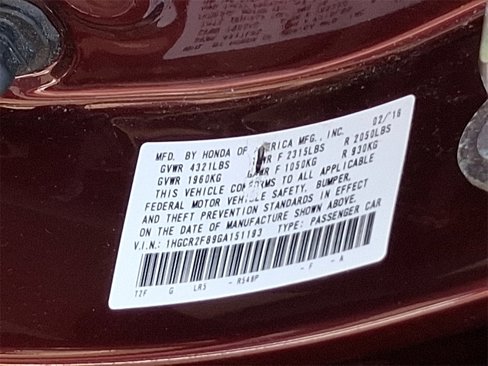 MFD. BY HONDA OF AMERICA MFG., INC. 02/16
GVWR 4321LBS GAWR F 2315LBS R 2050LBS
GVWR 1960KG GAWR F 1050KG R 930KG
THIS VEHICLE CONFORMS TO ALL APPLICABLE
FEDERAL MOTOR VEHICLE SAFETY, BUMPER,
AND THEFT PREVENTION STANDARDS IN EFFECT
ON THE DATE OF MANUFACTURE SHOWN ABOVE.
V.I.N.: 1HGCR2F89GA151193 TYPE: PASSENGER CAR
T2F G LR5 - R548P - F - A